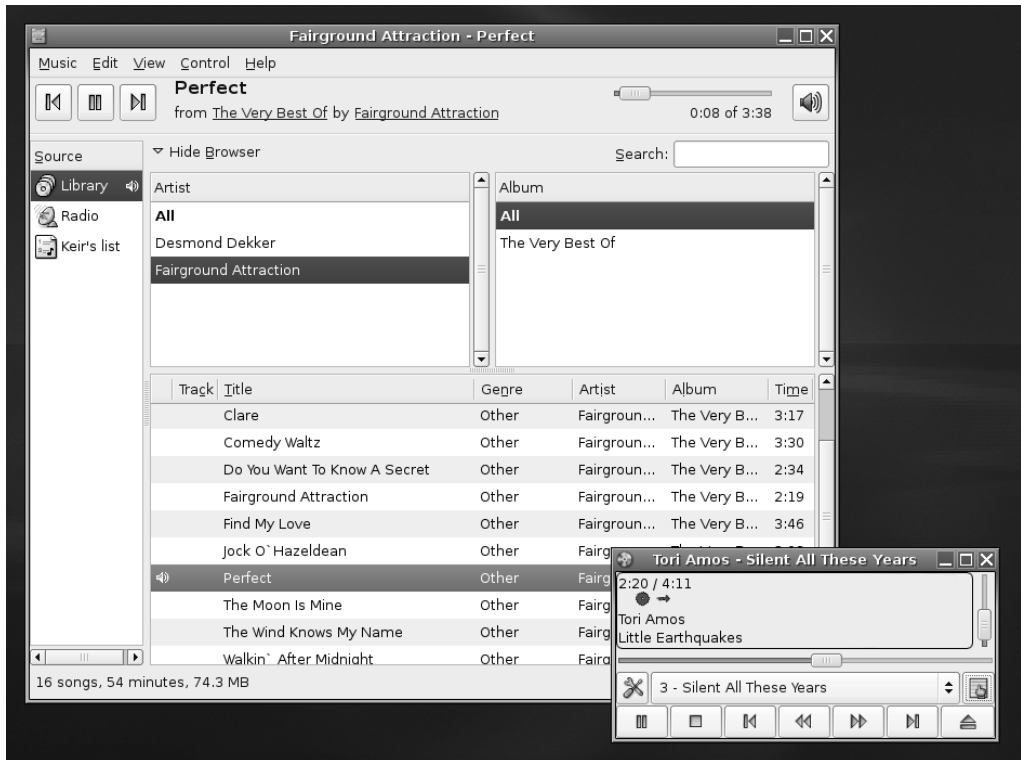 Fairground Attraction - Perfect
Music Edit View Control Help
Perfect
from The Very Best Of by Fairground Attraction
0:08 of 3:38
Source
Library
Radio
Keir's list
Hide Browser
Search:
Artist
All
Desmond Dekker
Fairground Attraction
Album
All
The Very Best Of
Track Title Genre Artist Album Time
Clare Other Fairgroun... The Very B... 3:17
Comedy Waltz Other Fairgroun... The Very B... 3:30
Do You Want To Know A Secret Other Fairgroun... The Very B... 2:34
Fairground Attraction Other Fairgroun... The Very B... 2:19
Find My Love Other Fairgroun... The Very B... 3:46
Jock O`Hazeldean Other Fairg
Perfect Other Fairg
The Moon Is Mine Other Fairg
The Wind Knows My Name Other Fairg
Walkin` After Midnight Other Fairg
16 songs, 54 minutes, 74.3 MB
Tori Amos - Silent All These Years
2:20 / 4:11
Tori Amos
Little Earthquakes
3 - Silent All These Years